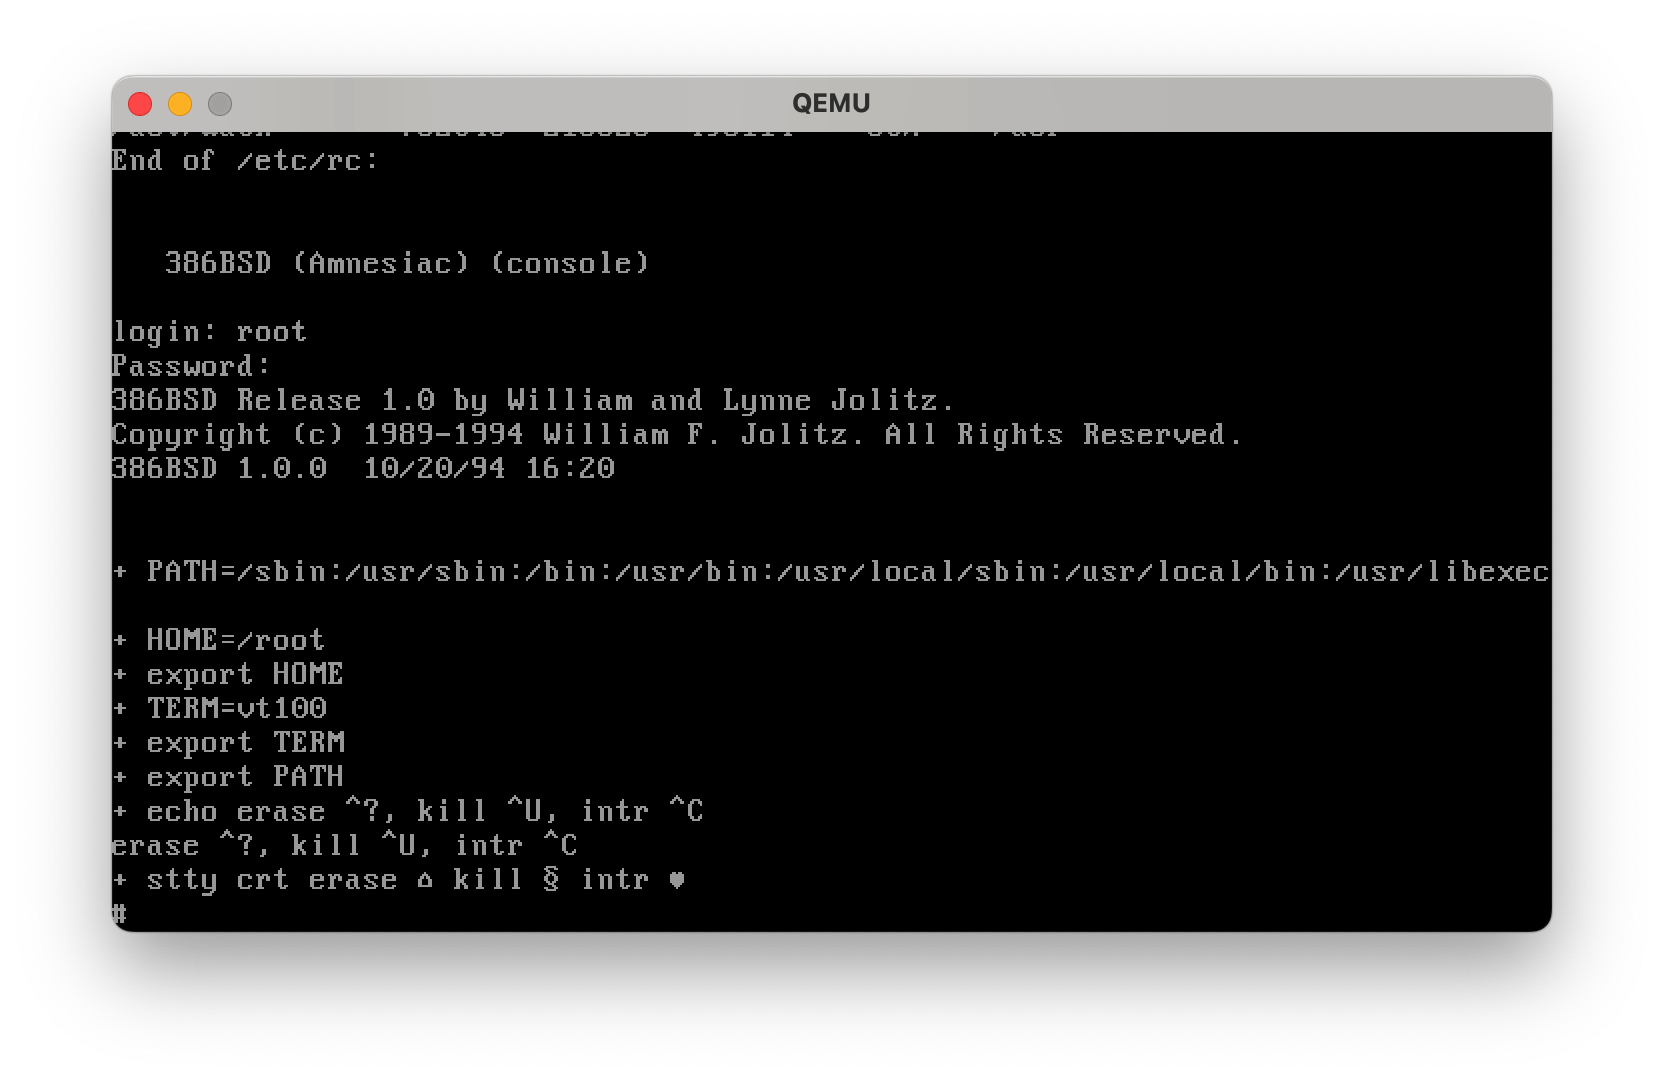 QEMU
End of /etc/rc:
386BSD (Amnesiac) (console)
login: root
Password:
386BSD Release 1.0 by William and Lynne Jolitz.
Copyright (c) 1989-1994 William F. Jolitz. All Rights Reserved.
386BSD 1.0.0  10/20/94 16:20
+ PATH=/sbin:/usr/sbin:/bin:/usr/bin:/usr/local/sbin:/usr/local/bin:/usr/libexec
+ HOME=/root
+ export HOME
+ TERM=vt100
+ export TERM
+ export PATH
+ echo erase ^?, kill ^U, intr ^C
erase ^?, kill ^U, intr ^C
+ stty crt erase ⌂ kill § intr ♥
#